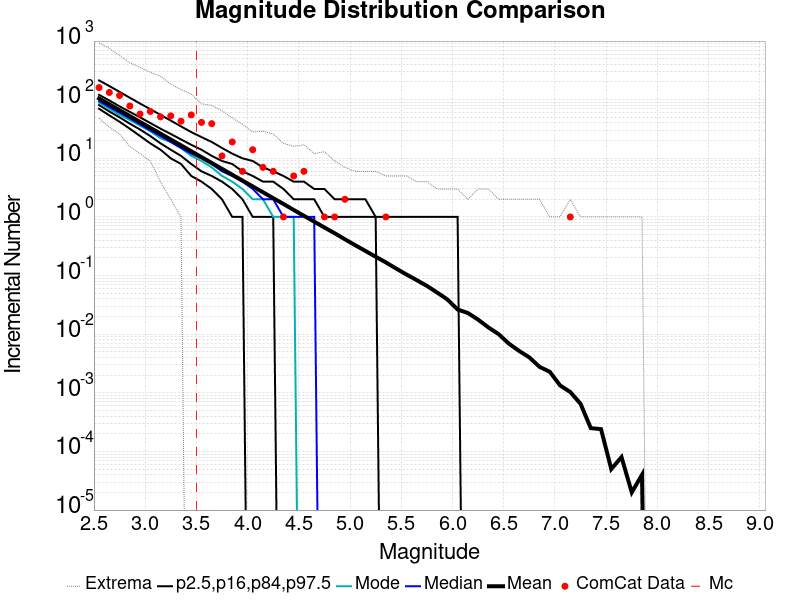 Magnitude Distribution Comparison
10^3
10^2
10^1
10^0
10^-1
10^-2
10^-3
10^-4
10^-5
Incremental Number
2.5 3.0 3.5 4.0 4.5 5.0 5.5 6.0 6.5 7.0 7.5 8.0 8.5 9.0
Magnitude
Extrema p2.5,p16,p84,p97.5 Mode Median Mean ComCat Data Mc